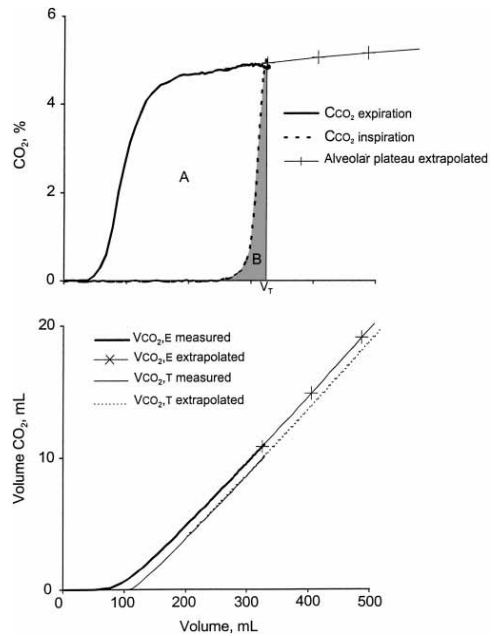 6
4
2
0
CO2, %
A
B
VT
CCO2 expiration
CCO2 inspiration
Alveolar plateau extrapolated
20
10
0
Volume CO2, mL
VCO2,E measured
VCO2,E extrapolated
VCO2,T measured
VCO2,T extrapolated
0 100 200 300 400 500
Volume, mL